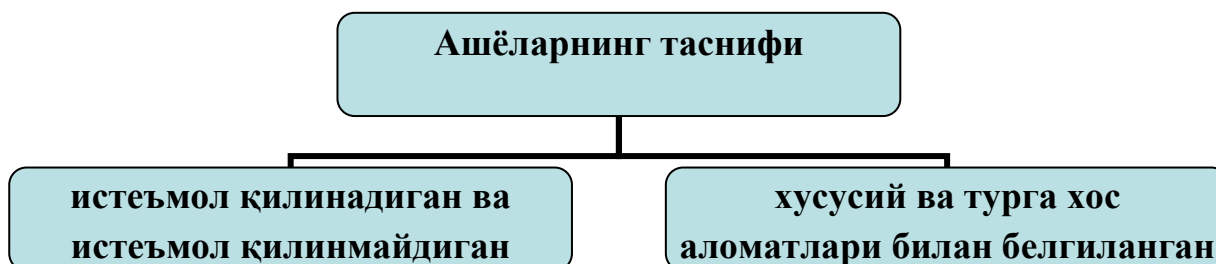 Ашёларнинг таснифи
истеъмол қилинадиган ва
истеъмол қилинмайдиган
хусусий ва турга хос
аломатлари билан белгиланган